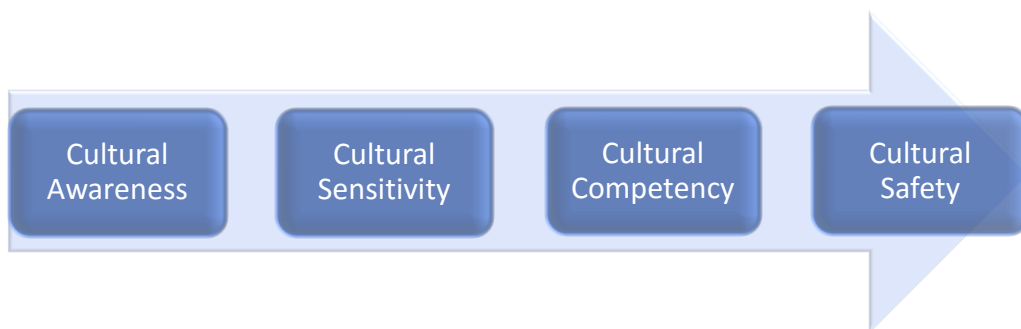 Cultural
Awareness
Cultural
Sensitivity
Cultural
Competency
Cultural
Safety